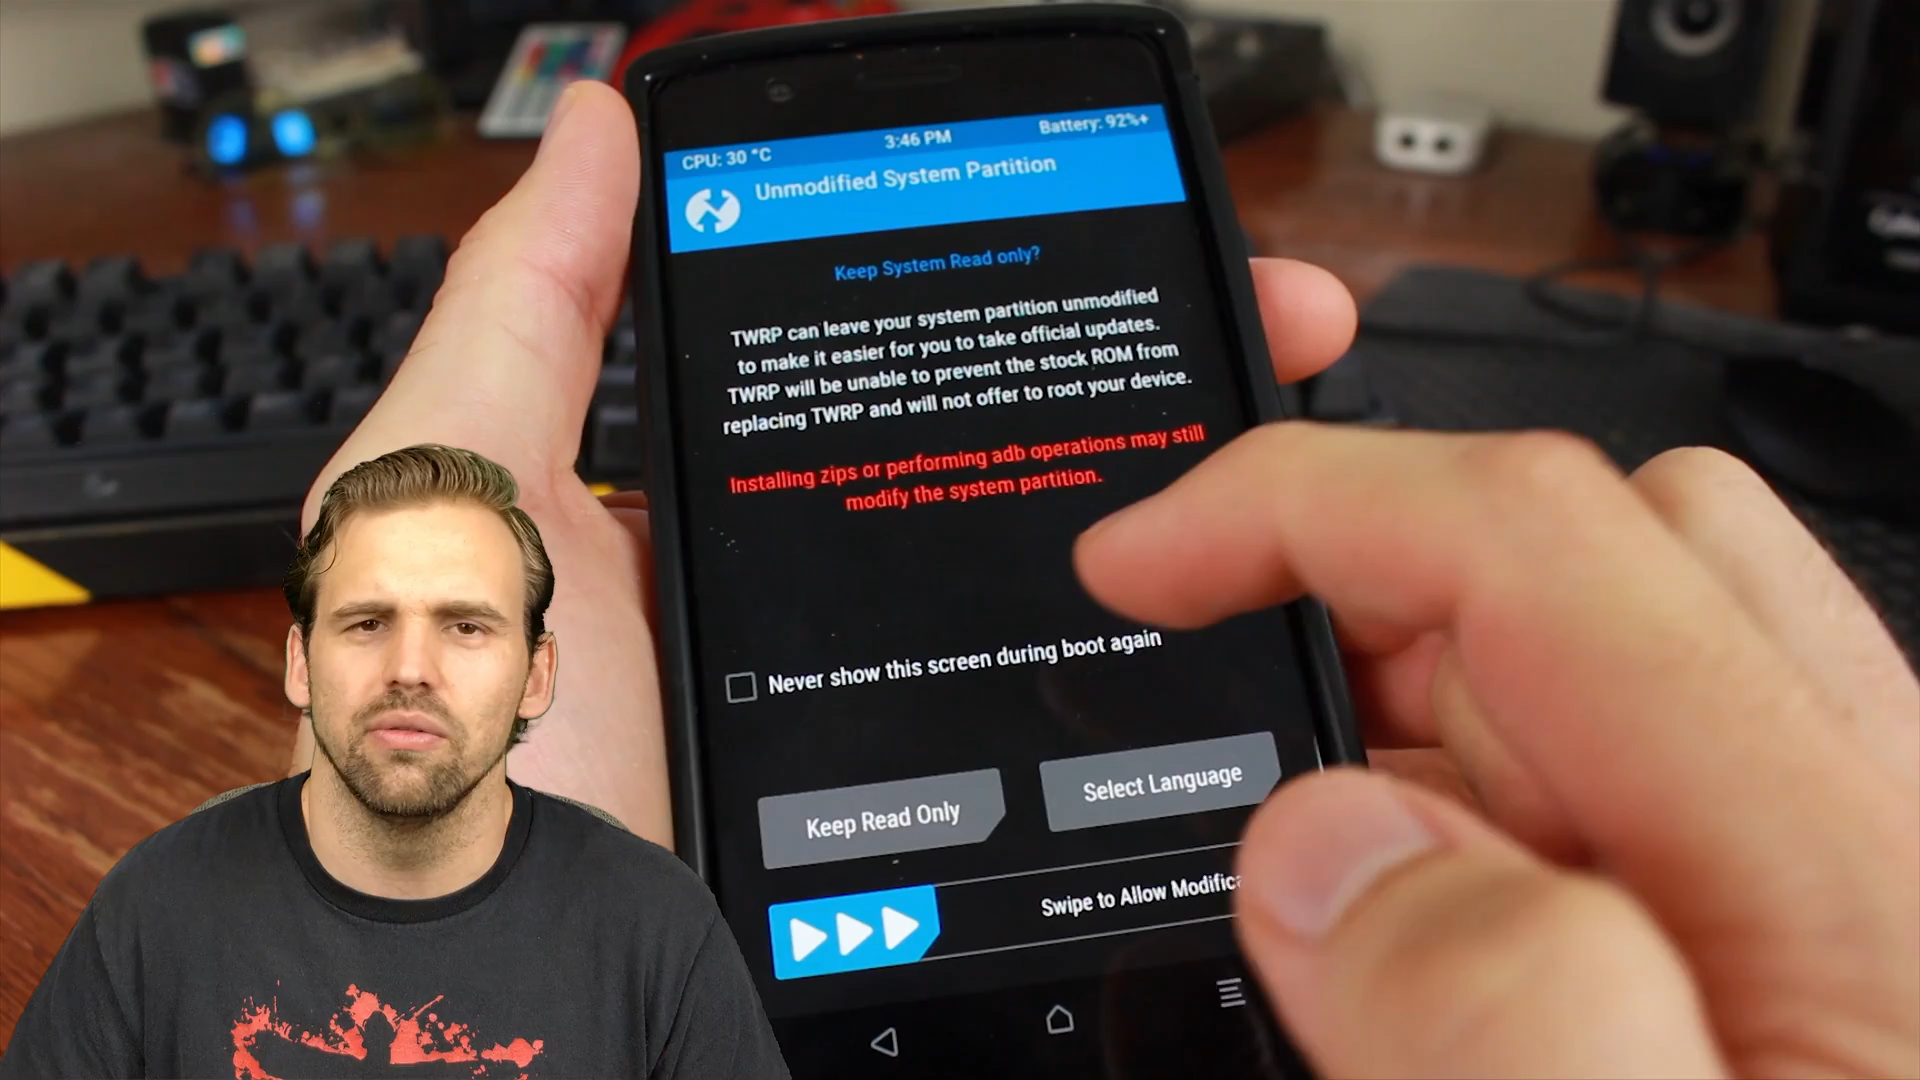 CPU: 30 °C
3:46 PM
Battery: 92%+
Unmodified System Partition
Keep System Read only?
TWRP can leave your system partition unmodified
to make it easier for you to take official updates.
TWRP will be unable to prevent the stock ROM from
replacing TWRP and will not offer to root your device.
Installing zips or performing adb operations may still
modify the system partition.
Never show this screen during boot again
Keep Read Only
Select Language
Swipe to Allow